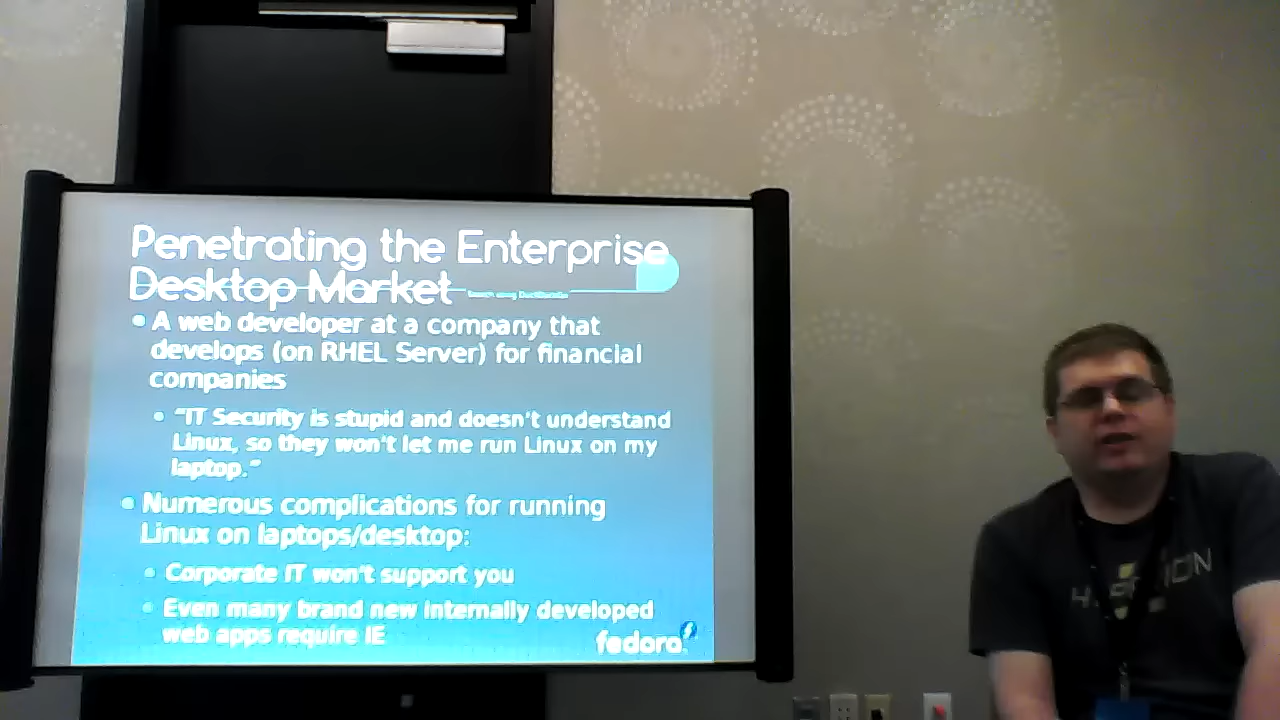 Penetrating the Enterprise
Desktop Market
• A web developer at a company that
develops (on RHEL Server) for financial
companies
• “IT Security is stupid and doesn't understand
Linux, so they won't let me run Linux on my
laptop.”
• Numerous complications for running
Linux on laptops/desktop:
• Corporate IT won't support you
• Even many brand new internally developed
web apps require IE
fedora